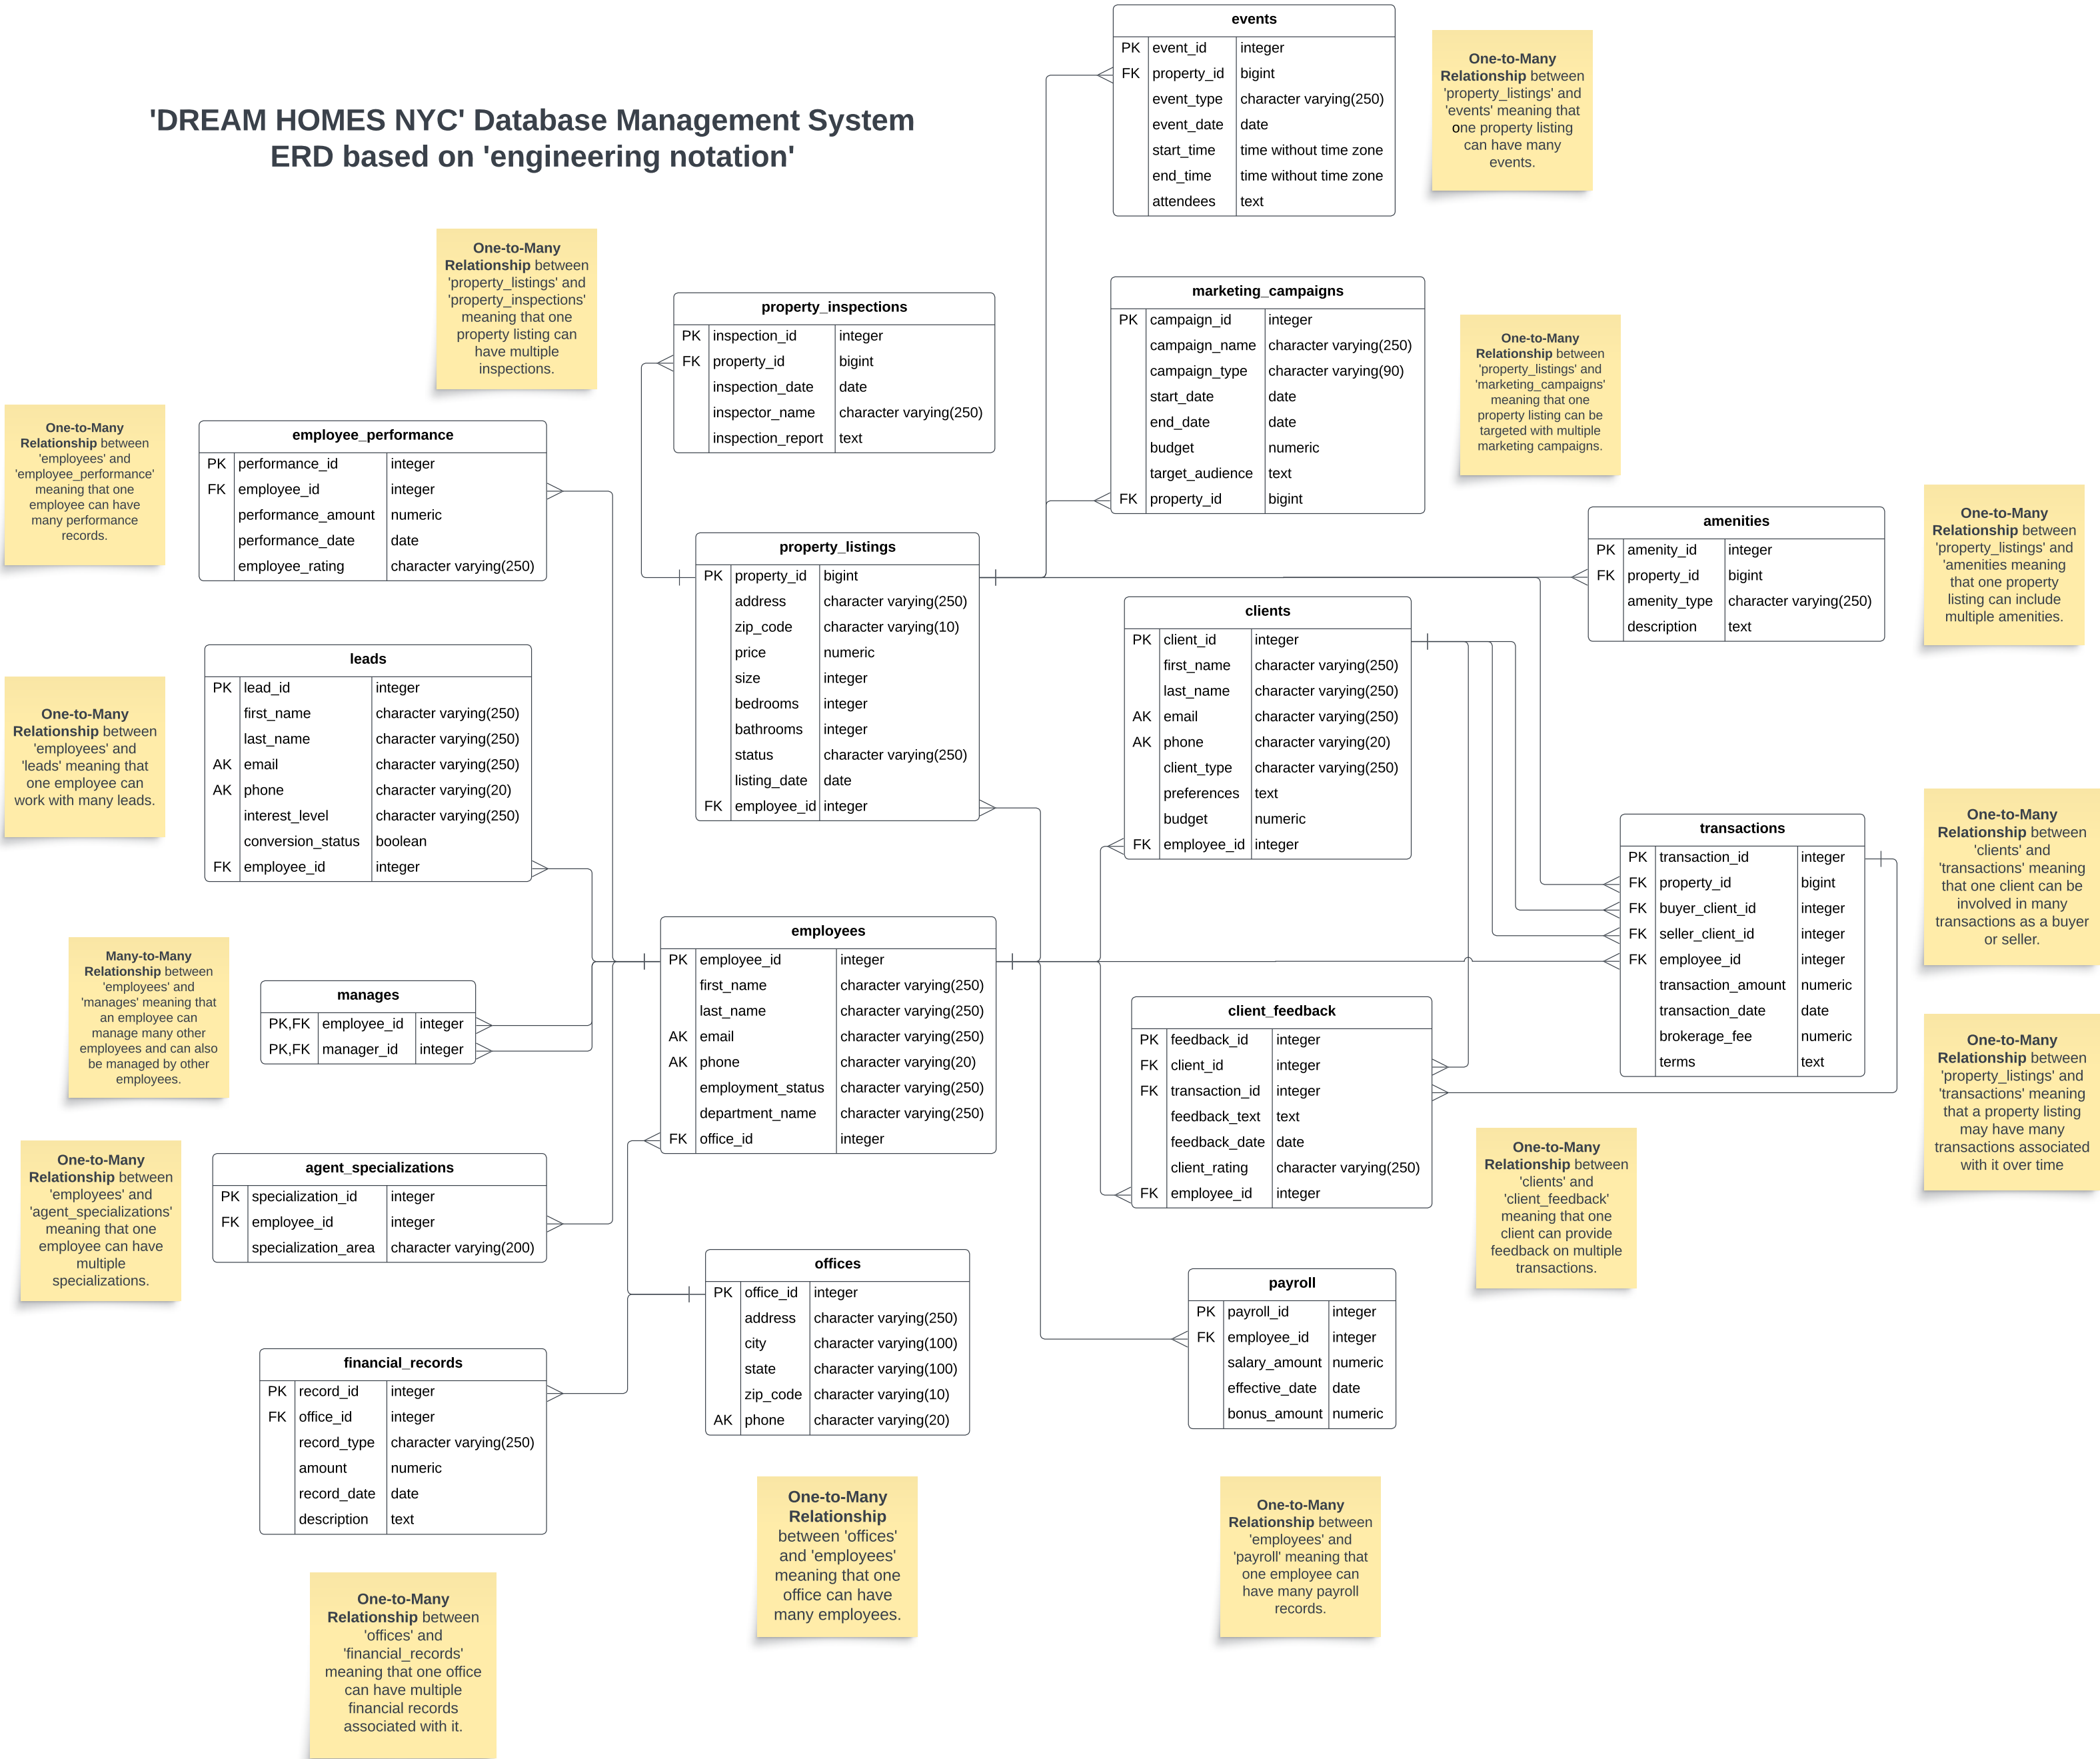 'DREAM HOMES NYC' Database Management System
ERD based on 'engineering notation'
events
PK event_id integer
FK property_id bigint
event_type character varying(250)
event_date date
start_time time without time zone
end_time time without time zone
attendees text
One-to-Many
Relationship between
'property_listings' and
'events' meaning that
one property listing
can have many
events.
One-to-Many
Relationship between
'property_listings' and
'property_inspections'
meaning that one
property listing can
have multiple
inspections.
property_inspections
PK inspection_id integer
FK property_id bigint
inspection_date date
inspector_name character varying(250)
inspection_report text
marketing_campaigns
PK campaign_id integer
campaign_name character varying(250)
campaign_type character varying(90)
start_date date
end_date date
budget numeric
target_audience text
FK property_id bigint
One-to-Many
Relationship between
'property_listings' and
'marketing_campaigns'
meaning that one
property listing can be
targeted with multiple
marketing campaigns.
One-to-Many
Relationship between
'employees' and
'employee_performance'
meaning that one
employee can have
many performance
records.
employee_performance
PK performance_id integer
FK employee_id integer
performance_amount numeric
performance_date date
employee_rating character varying(250)
property_listings
PK property_id bigint
address character varying(250)
zip_code character varying(10)
price numeric
size integer
bedrooms integer
bathrooms integer
status character varying(250)
listing_date date
FK employee_id integer
amenities
PK amenity_id integer
FK property_id bigint
amenity_type character varying(250)
description text
One-to-Many
Relationship between
'property_listings' and
'amenities meaning
that one property
listing can include
multiple amenities.
clients
PK client_id integer
first_name character varying(250)
last_name character varying(250)
AK email character varying(250)
AK phone character varying(20)
client_type character varying(250)
preferences text
budget numeric
FK employee_id integer
One-to-Many
Relationship between
'employees' and
'leads' meaning that
one employee can
work with many leads.
leads
PK lead_id integer
first_name character varying(250)
last_name character varying(250)
AK email character varying(250)
AK phone character varying(20)
interest_level character varying(250)
conversion_status boolean
FK employee_id integer
transactions
PK transaction_id integer
FK property_id bigint
FK buyer_client_id integer
FK seller_client_id integer
FK employee_id integer
transaction_amount numeric
transaction_date date
brokerage_fee numeric
terms text
One-to-Many
Relationship between
'clients' and
'transactions' meaning
that one client can be
involved in many
transactions as a buyer
or seller.
Many-to-Many
Relationship between
'employees' and
'manages' meaning that
an employee can
manage many other
employees and can also
be managed by other
employees.
manages
PK,FK employee_id integer
PK,FK manager_id integer
employees
PK employee_id integer
first_name character varying(250)
last_name character varying(250)
AK email character varying(250)
AK phone character varying(20)
employment_status character varying(250)
department_name character varying(250)
FK office_id integer
client_feedback
PK feedback_id integer
FK client_id integer
FK transaction_id integer
feedback_text text
feedback_date date
client_rating character varying(250)
FK employee_id integer
One-to-Many
Relationship between
'property_listings' and
'transactions' meaning
that a property listing
may have many
transactions associated
with it over time
One-to-Many
Relationship between
'clients' and
'client_feedback'
meaning that one
client can provide
feedback on multiple
transactions.
One-to-Many
Relationship between
'employees' and
'agent_specializations'
meaning that one
employee can have
multiple
specializations.
agent_specializations
PK specialization_id integer
FK employee_id integer
specialization_area character varying(200)
offices
PK office_id integer
address character varying(250)
city character varying(100)
state character varying(100)
zip_code character varying(10)
AK phone character varying(20)
payroll
PK payroll_id integer
FK employee_id integer
salary_amount numeric
effective_date date
bonus_amount numeric
financial_records
PK record_id integer
FK office_id integer
record_type character varying(250)
amount numeric
record_date date
description text
One-to-Many
Relationship
between 'offices'
and 'employees'
meaning that one
office can have
many employees.
One-to-Many
Relationship between
'employees' and
'payroll' meaning that
one employee can
have many payroll
records.
One-to-Many
Relationship between
'offices' and
'financial_records'
meaning that one office
can have multiple
financial records
associated with it.